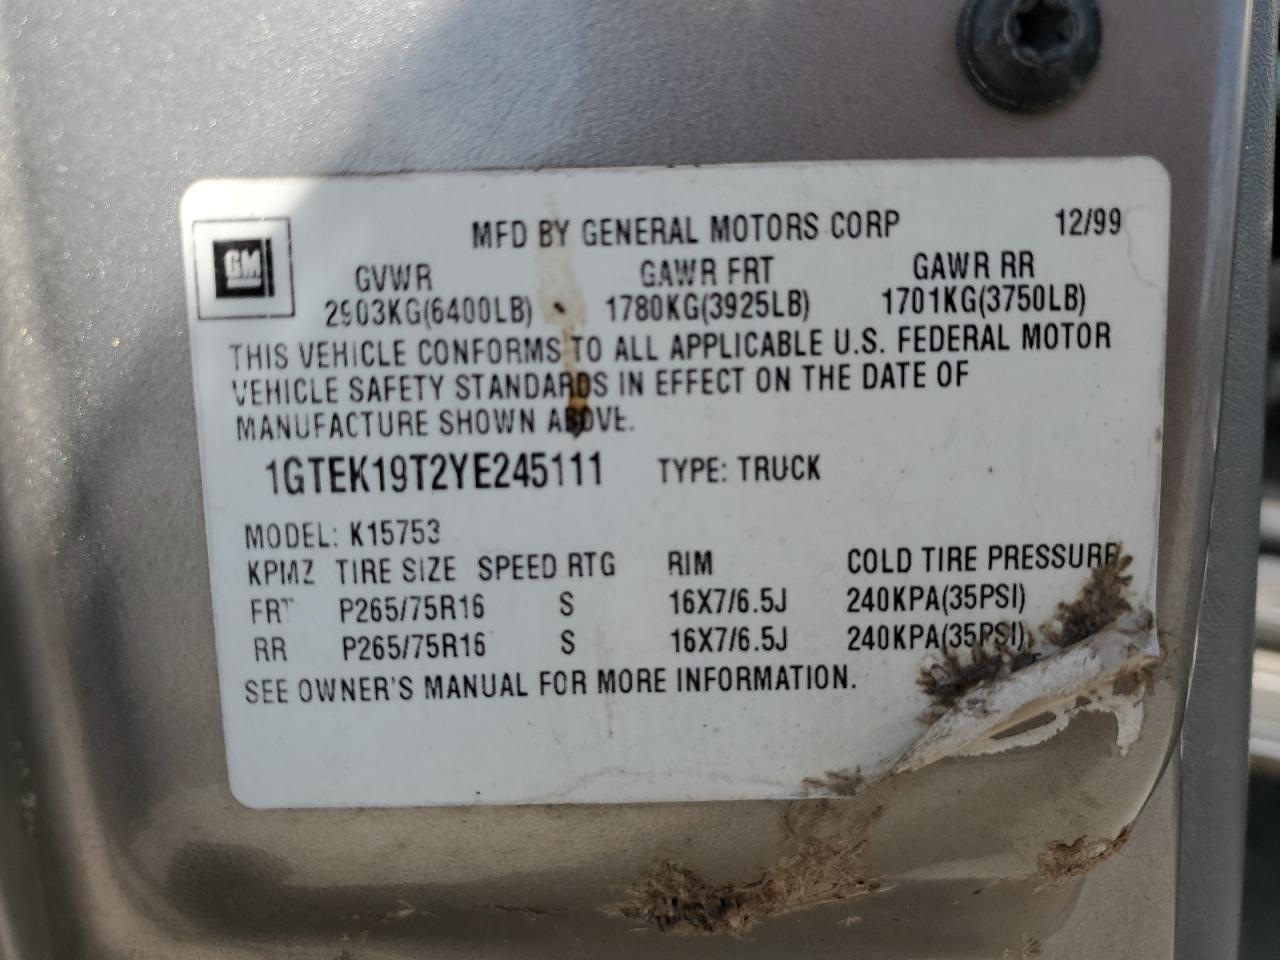 MFD BY GENERAL MOTORS CORP 12/99
GM
GVWR GAWR FRT GAWR RR
2903KG(6400LB) 1780KG(3925LB) 1701KG(3750LB)
THIS VEHICLE CONFORMS TO ALL APPLICABLE U.S. FEDERAL MOTOR
VEHICLE SAFETY STANDARDS IN EFFECT ON THE DATE OF
MANUFACTURE SHOWN ABOVE.
1GTEK19T2YE245111 TYPE: TRUCK
MODEL: K15753
KPMZ TIRE SIZE SPEED RTG RIM COLD TIRE PRESSURE
FRT P265/75R16 S 16X7/6.5J 240KPA(35PSI)
RR P265/75R16 S 16X7/6.5J 240KPA(35PSI)
SEE OWNER'S MANUAL FOR MORE INFORMATION.